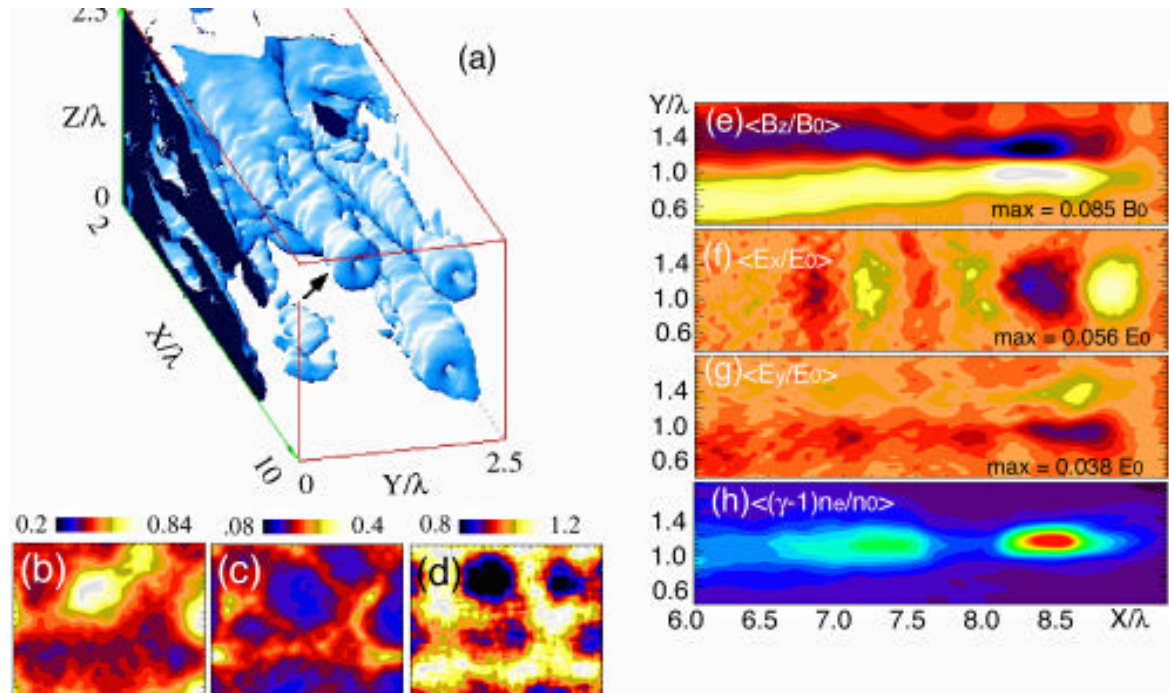 2.5
(a)
Z/λ
0
2
X/λ
10
0
Y/λ
2.5
0.2 0.84 .08 0.4 0.8 1.2
(b) (c) (d)
Y/λ
(e)<Bz/B0>
1.4
1.0
0.6
max = 0.085 B0
(f)<Ex/E0>
1.4
1.0
0.6
max = 0.056 E0
(g)<Ey/E0>
1.4
1.0
0.6
max = 0.038 E0
(h)<(γ-1)ne/n0>
1.4
1.0
0.6
6.0 7.0 7.5 8.0 8.5 X/λ